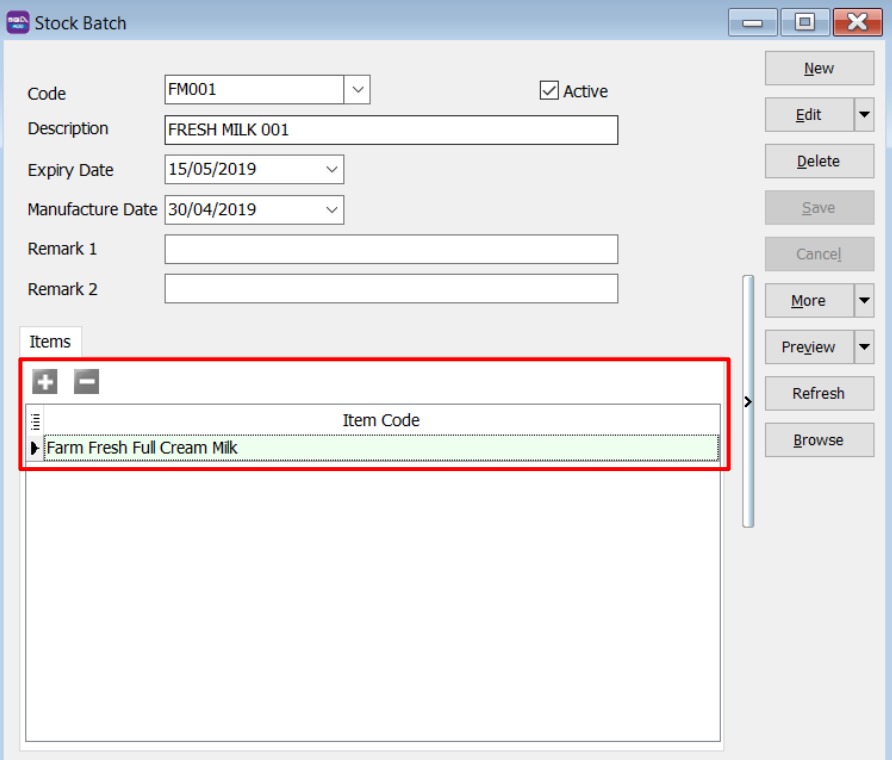 Stock Batch
New
Code FM001 Active
Edit
Description FRESH MILK 001
Delete
Expiry Date 15/05/2019
Manufacture Date 30/04/2019
Save
Remark 1
Cancel
Remark 2
More
Items
Preview
Refresh
Item Code
Browse
Farm Fresh Full Cream Milk